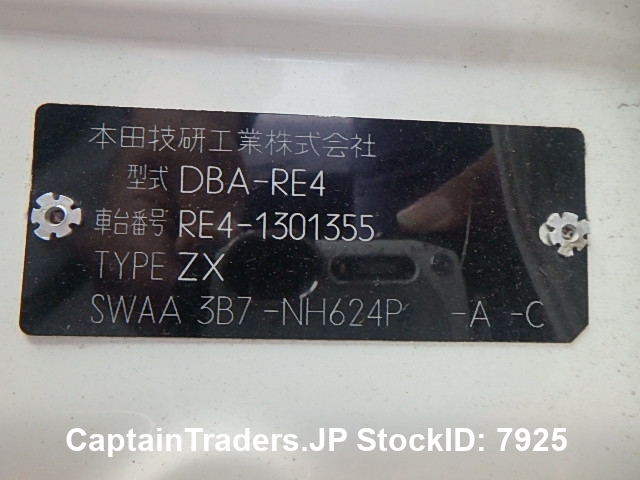 本田技研工業株式会社
型式 DBA-RE4
車台番号 RE4-1301355
TYPE ZX
SWAA 3B7-NH624P -A -C
CaptainTraders.JP StockID: 7925